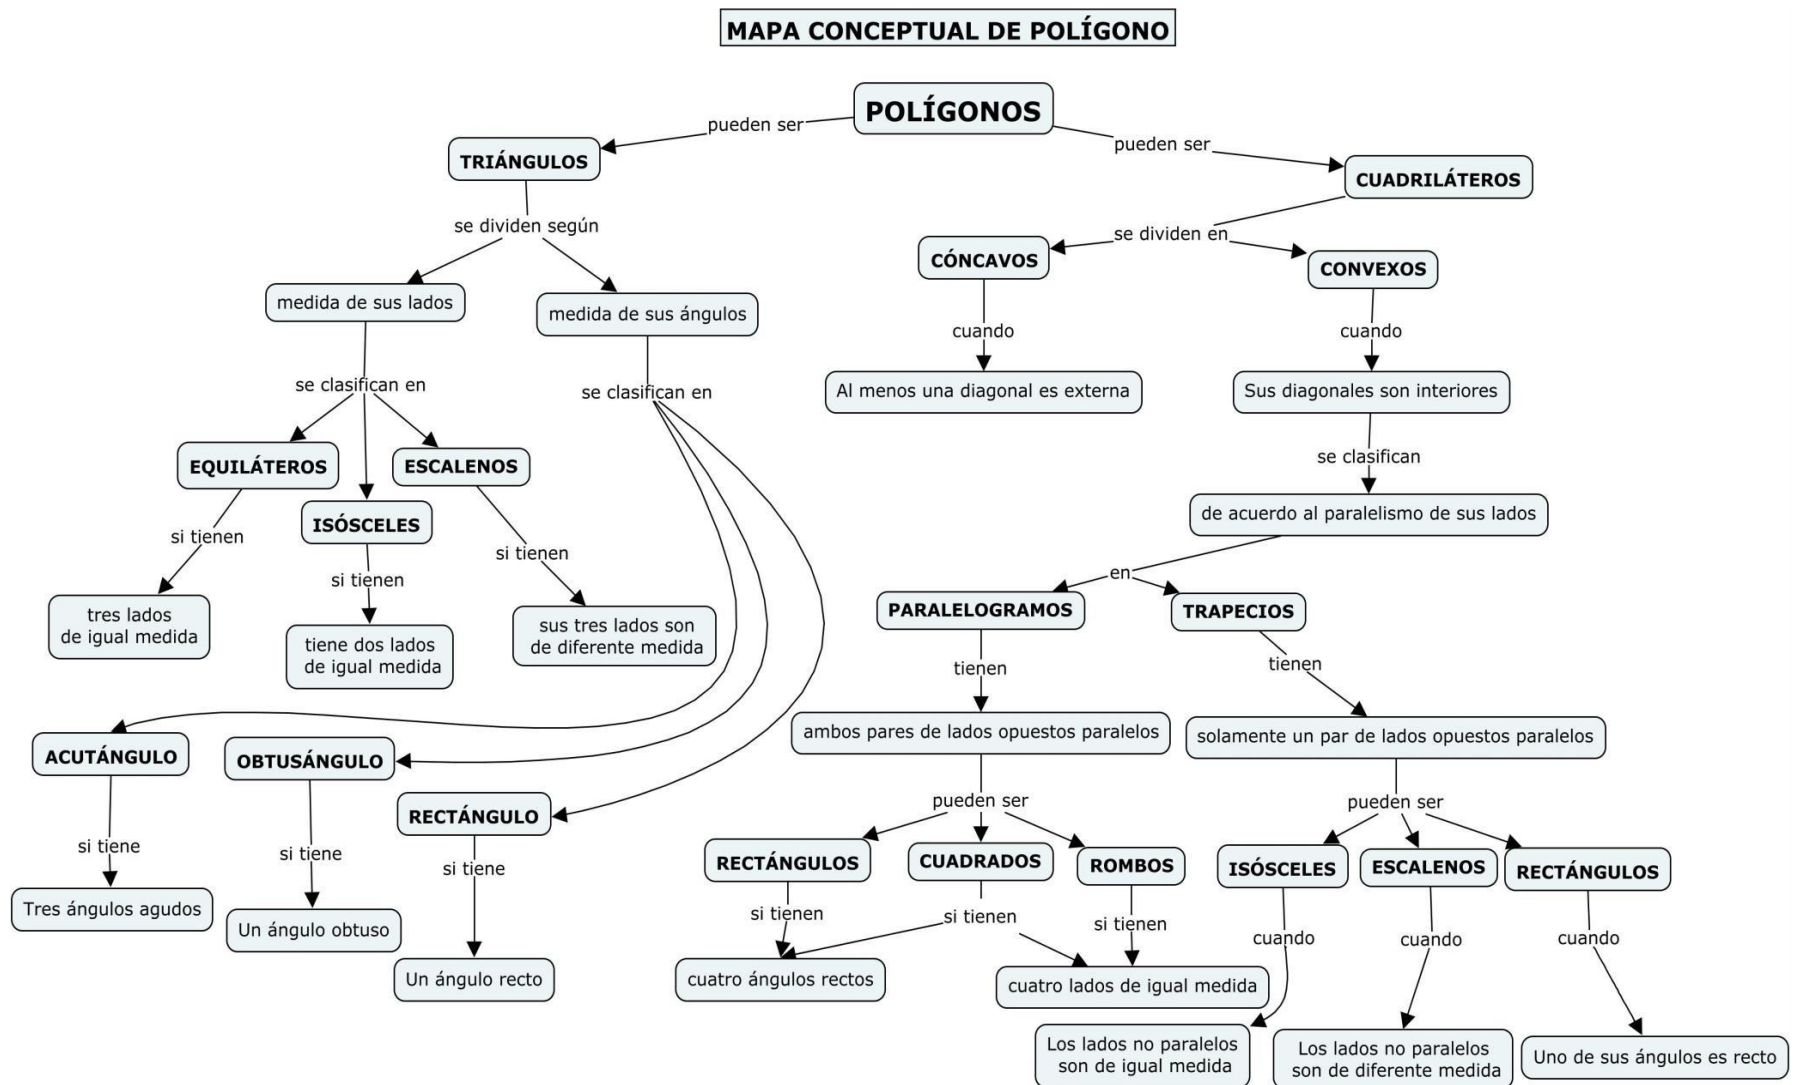 MAPA CONCEPTUAL DE POLÍGONO
POLÍGONOS
pueden ser
pueden ser
TRIÁNGULOS
CUADRILÁTEROS
se dividen según
se dividen en
CÓNCAVOS
CONVEXOS
medida de sus lados
medida de sus ángulos
cuando
cuando
se clasifican en
se clasifican en
Al menos una diagonal es externa
Sus diagonales son interiores
EQUILÁTEROS
ESCALENOS
ISÓSCELES
se clasifican
de acuerdo al paralelismo de sus lados
si tienen
si tienen
si tienen
en
tres lados
de igual medida
tiene dos lados
de igual medida
sus tres lados son
de diferente medida
PARALELOGRAMOS
TRAPECIOS
tienen
tienen
ambos pares de lados opuestos paralelos
solamente un par de lados opuestos paralelos
ACUTÁNGULO
OBTUSÁNGULO
RECTÁNGULO
pueden ser
pueden ser
si tiene
si tiene
si tiene
RECTÁNGULOS
CUADRADOS
ROMBOS
ISÓSCELES
ESCALENOS
RECTÁNGULOS
Tres ángulos agudos
Un ángulo obtuso
Un ángulo recto
si tienen
si tienen
si tienen
cuando
cuando
cuando
cuatro ángulos rectos
cuatro lados de igual medida
Los lados no paralelos
son de igual medida
Los lados no paralelos
son de diferente medida
Uno de sus ángulos es recto